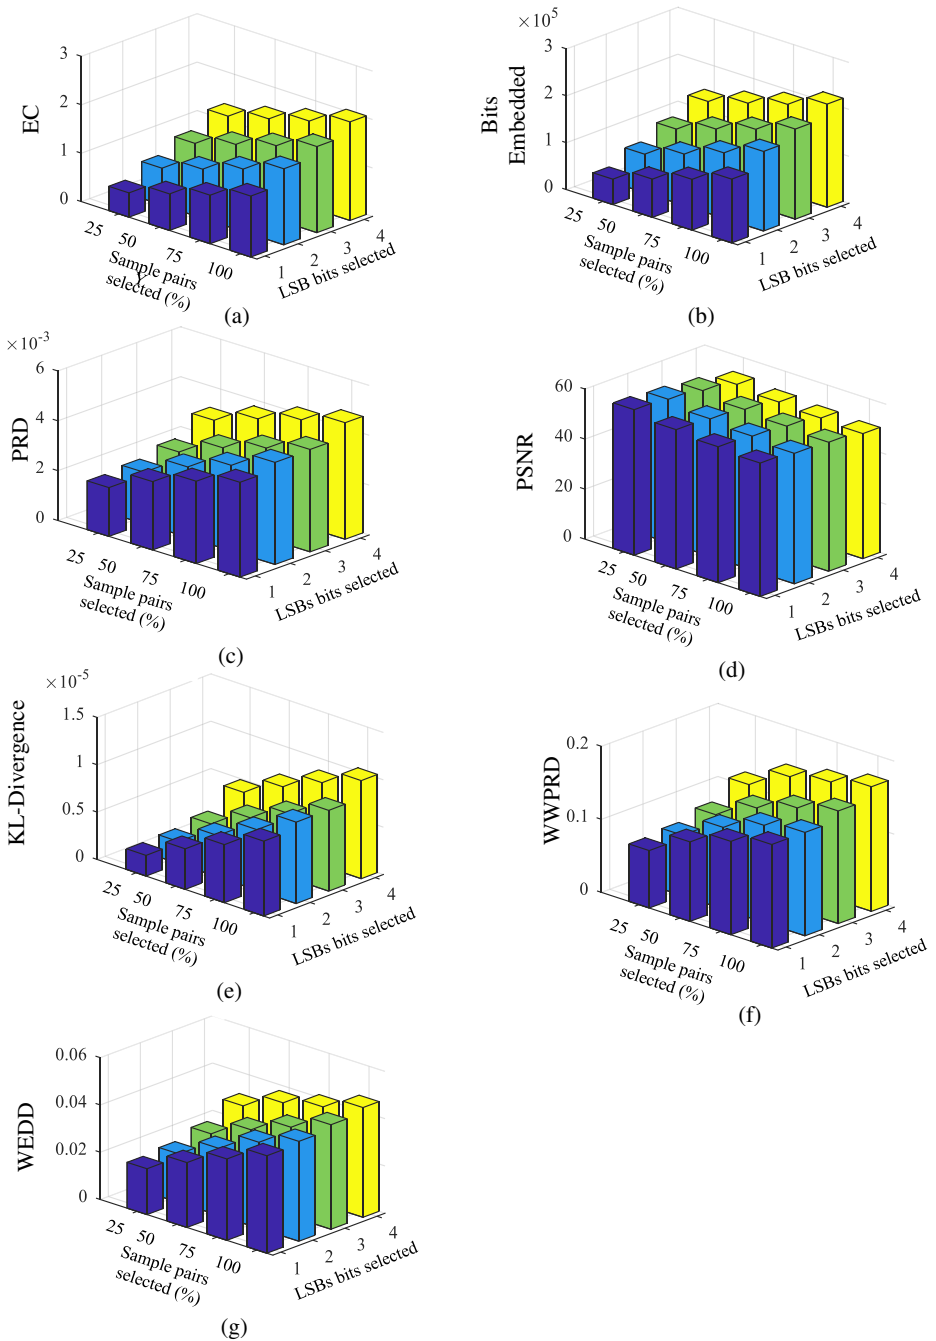 3
2
1
0
EC
25
50
75
100
Sample pairs
selected (%)
1
2
3
4
LSB bits selected
(a)
×10^5
3
2
1
0
Bits
Embedded
25
50
75
100
Sample pairs
selected (%)
1
2
3
4
LSB bits selected
(b)
×10^-3
6
4
2
0
PRD
25
50
75
100
Sample pairs
selected (%)
1
2
3
4
LSBs bits selected
(c)
60
40
20
0
PSNR
25
50
75
100
Sample pairs
selected (%)
1
2
3
4
LSBs bits selected
(d)
×10^-5
1.5
1
0.5
0
KL-Divergence
25
50
75
100
Sample pairs
selected (%)
1
2
3
4
LSBs bits selected
(e)
0.2
0.1
0
WWPRD
25
50
75
100
Sample pairs
selected (%)
1
2
3
4
LSBs bits selected
(f)
0.06
0.04
0.02
0
WEDD
25
50
75
100
Sample pairs
selected (%)
1
2
3
4
LSBs bits selected
(g)